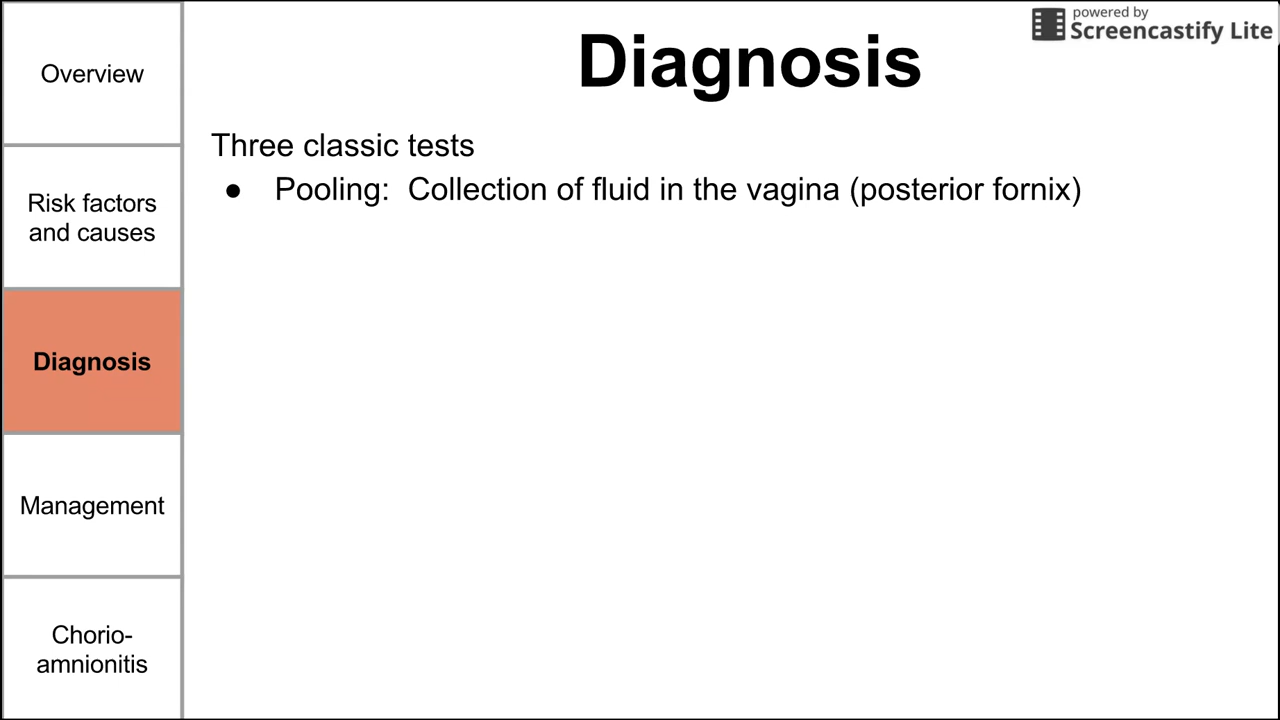 powered by
Screencastify Lite
Overview
Risk factors
and causes
Diagnosis
Management
Chorio-
amnionitis
Diagnosis
Three classic tests
● Pooling: Collection of fluid in the vagina (posterior fornix)